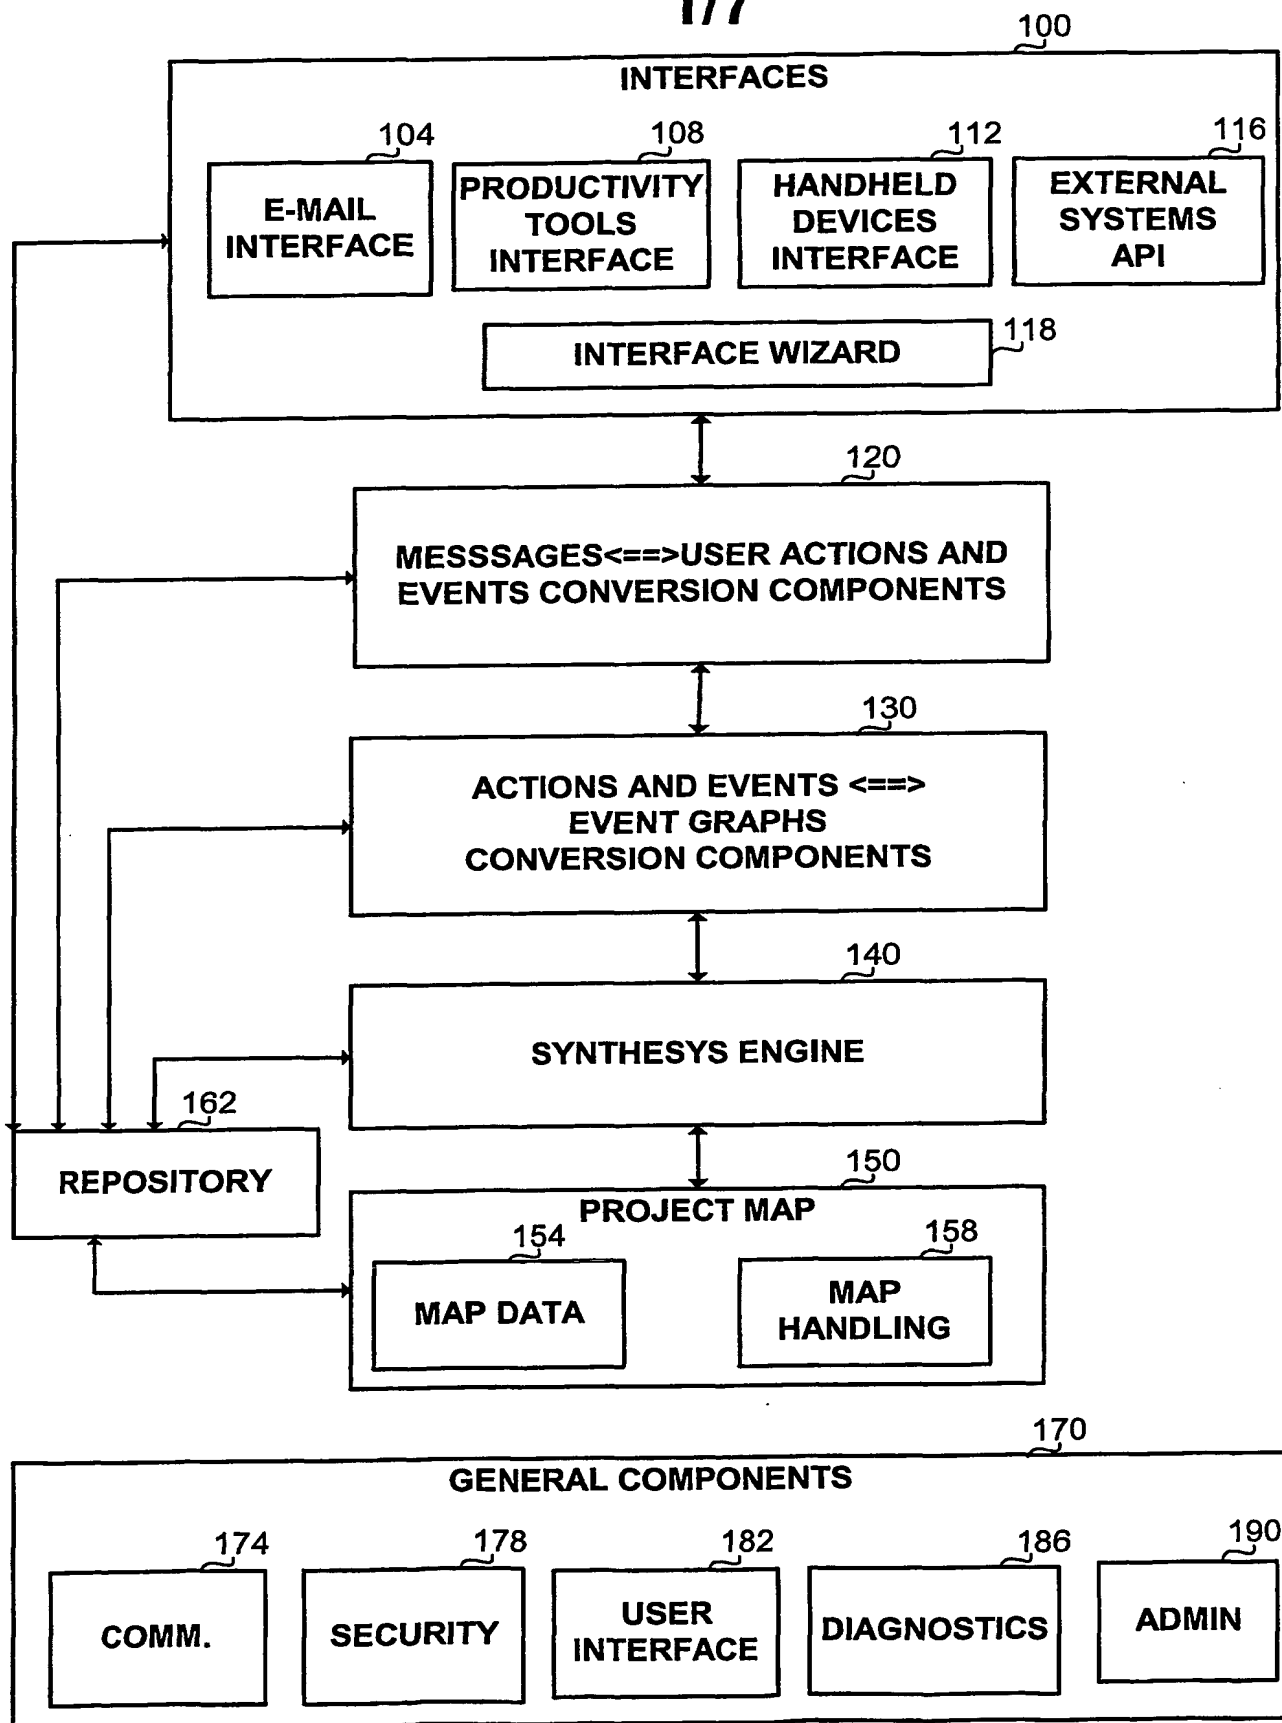 1/7
100
INTERFACES
104
108
112
116
E-MAIL
INTERFACE
PRODUCTIVITY
TOOLS
INTERFACE
HANDHELD
DEVICES
INTERFACE
EXTERNAL
SYSTEMS
API
INTERFACE WIZARD
118
120
MESSSAGES<==>USER ACTIONS AND
EVENTS CONVERSION COMPONENTS
130
ACTIONS AND EVENTS <==>
EVENT GRAPHS
CONVERSION COMPONENTS
140
SYNTHESYS ENGINE
162
REPOSITORY
150
PROJECT MAP
154
158
MAP DATA
MAP
HANDLING
170
GENERAL COMPONENTS
174
178
182
186
190
COMM.
SECURITY
USER
INTERFACE
DIAGNOSTICS
ADMIN